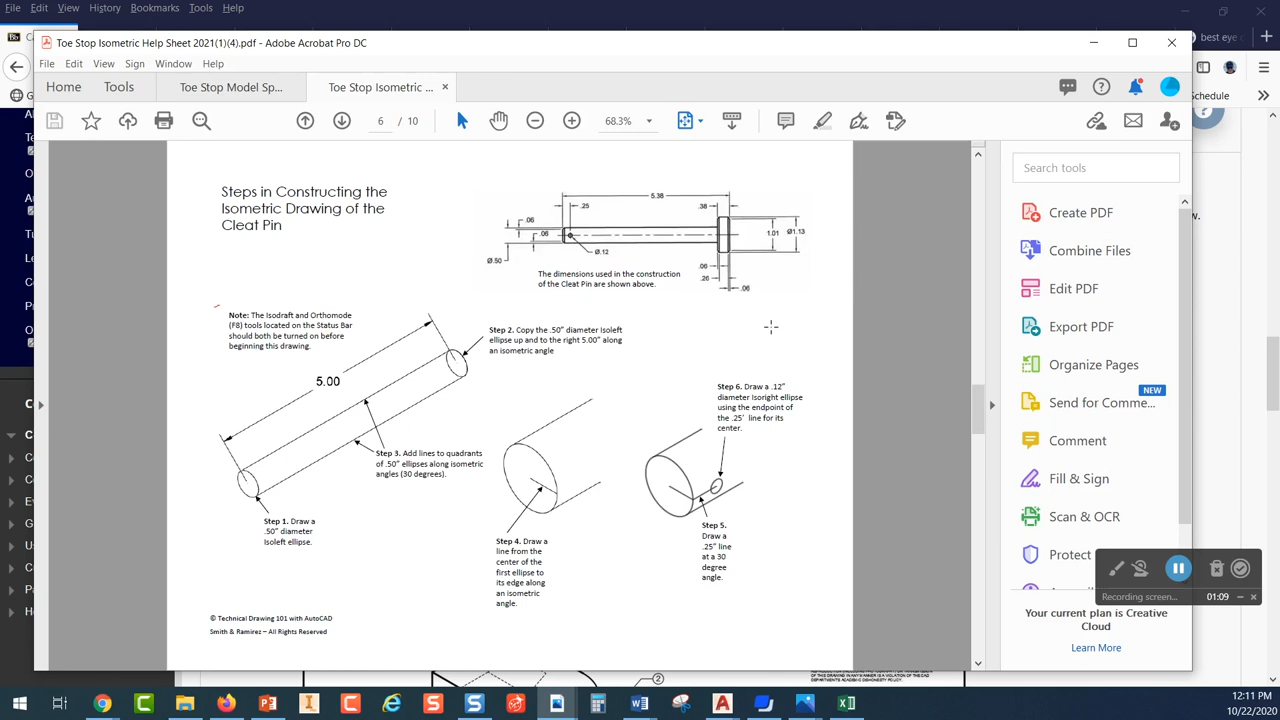 File Edit View History Bookmarks Tools Help
best eye
Toe Stop Isometric Help Sheet 2021(1)(4).pdf - Adobe Acrobat Pro DC
File Edit View Sign Window Help
Home Tools Toe Stop Model Sp... Toe Stop Isometric ...
6 / 10 68.3%
Schedule
Steps in Constructing the
Isometric Drawing of the
Cleat Pin
5.38
.25 .38
.06
.06
1.01 Ø1.13
Ø.12
Ø.50
.06
.26
.06
The dimensions used in the construction
of the Cleat Pin are shown above.
Note: The Isodraft and Orthomode
(F8) tools located on the Status Bar
should both be turned on before
beginning this drawing.
5.00
Step 2. Copy the .50" diameter Isoleft
ellipse up and to the right 5.00" along
an isometric angle
Step 3. Add lines to quadrants
of .50" ellipses along isometric
angles (30 degrees).
Step 1. Draw a
.50" diameter
Isoleft ellipse.
Step 4. Draw a
line from the
center of the
first ellipse to
its edge along
an isometric
angle.
Step 6. Draw a .12"
diameter Isoright ellipse
using the endpoint of
the .25' line for its
center.
Step 5.
Draw a
.25" line
at a 30
degree
angle.
© Technical Drawing 101 with AutoCAD
Smith & Ramirez – All Rights Reserved
Search tools
Create PDF
Combine Files
Edit PDF
Export PDF
Organize Pages
NEW
Send for Comme...
Comment
Fill & Sign
Scan & OCR
Protect
Recording screen... 01:09
Your current plan is Creative
Cloud
Learn More
2
12:11 PM
10/22/2020